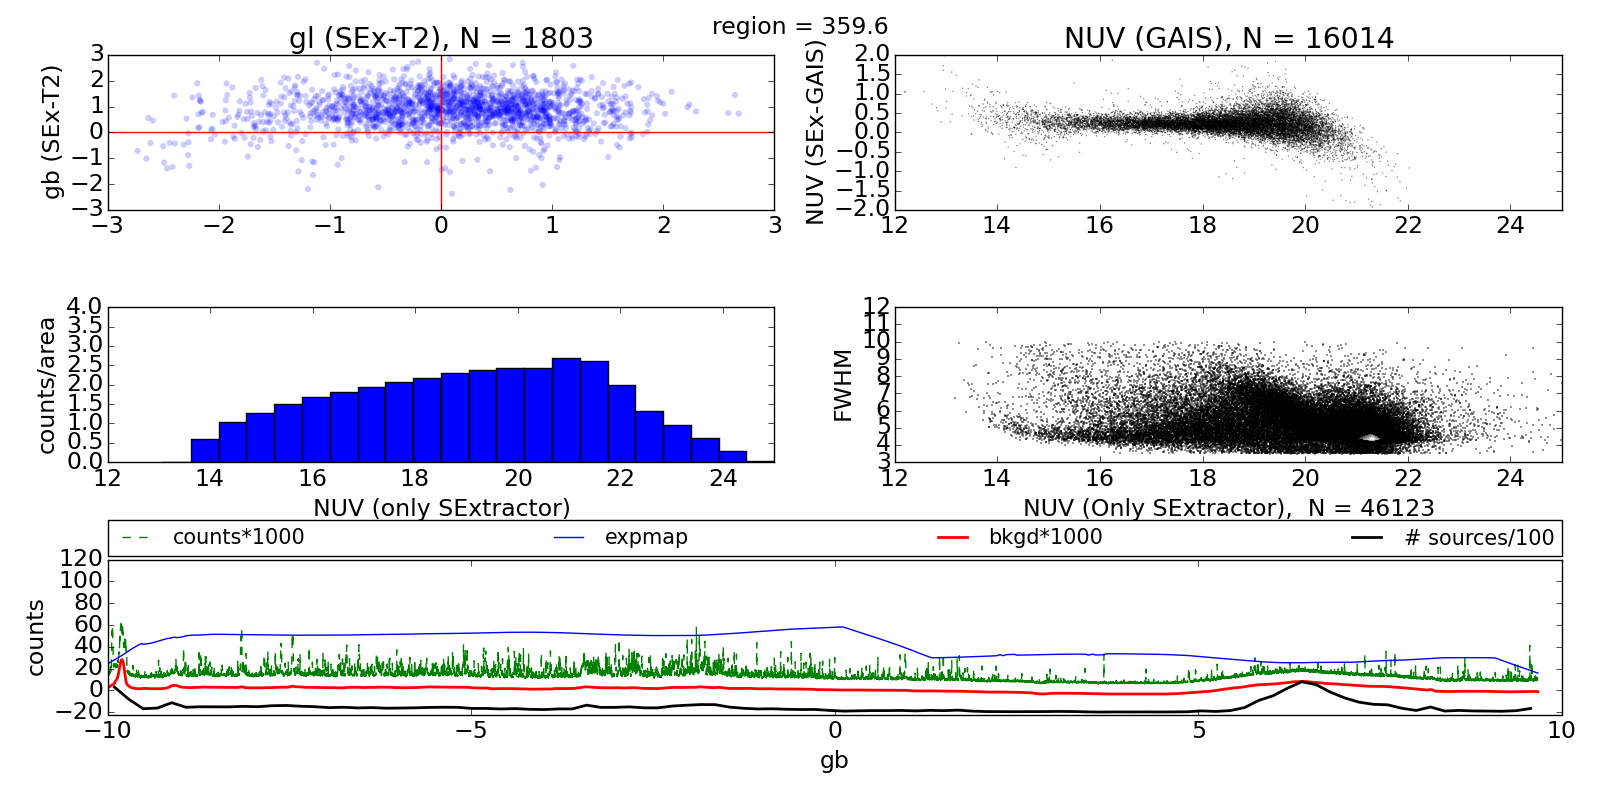 region = 359.6
gl (SEx-T2), N = 1803
gb (SEx-T2)
3
2
1
0
−1
−2
−3
−3 −2 −1 0 1 2 3
NUV (GAIS), N = 16014
NUV (SEx-GAIS)
2.0
1.5
1.0
0.5
0.0
−0.5
−1.0
−1.5
−2.0
12 14 16 18 20 22 24
counts/area
4.0
3.5
3.0
2.5
2.0
1.5
1.0
0.5
0.0
12 14 16 18 20 22 24
NUV (only SExtractor)
FWHM
12
11
10
9
8
7
6
5
4
3
12 14 16 18 20 22 24
NUV (Only SExtractor), N = 46123
counts*1000 expmap bkgd*1000 # sources/100
counts
120
100
80
60
40
20
0
−20
−10 −5 0 5 10
gb